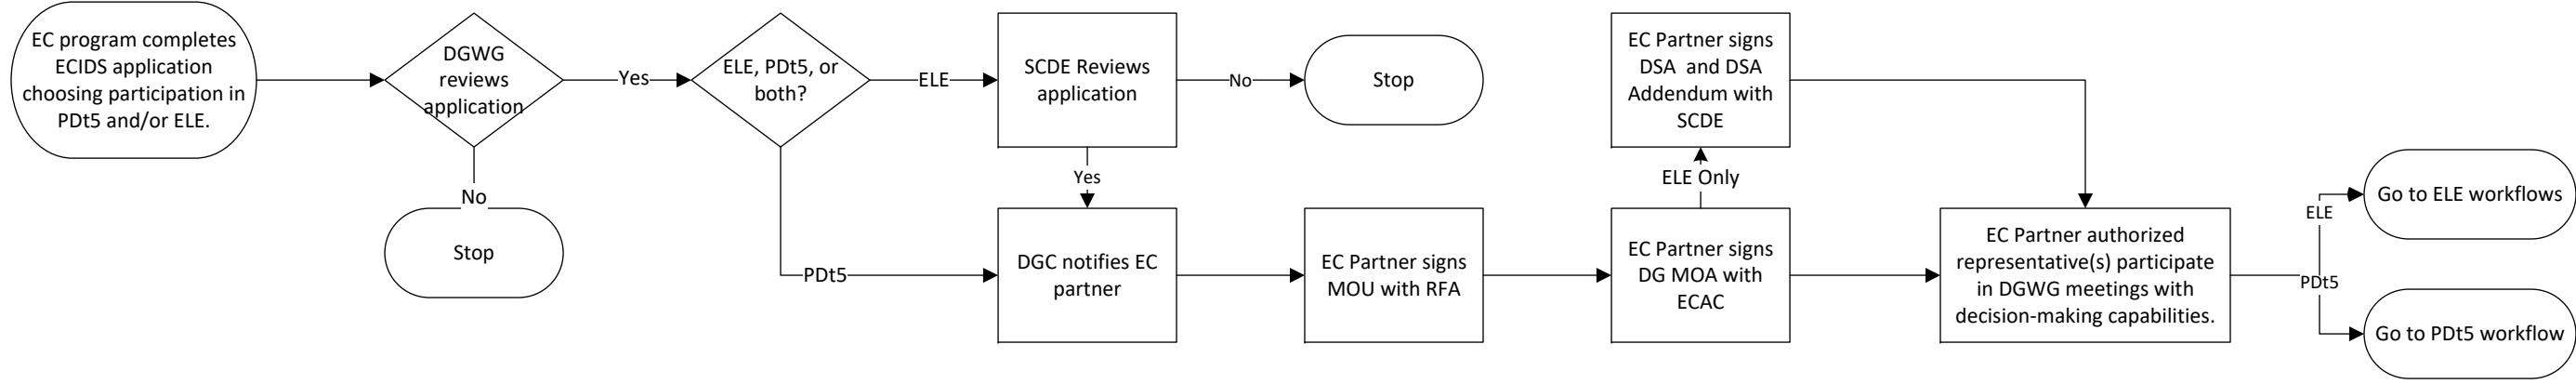 EC program completes
ECIDS application
choosing participation in
PDt5 and/or ELE.
DGWG
reviews
application
Yes
No
Stop
ELE, PDt5, or
both?
ELE
PDt5
SCDE Reviews
application
No
Stop
Yes
DGC notifies EC
partner
EC Partner signs
MOU with RFA
EC Partner signs
DG MOA with
ECAC
ELE Only
EC Partner signs
DSA and DSA
Addendum with
SCDE
EC Partner authorized
representative(s) participate
in DGWG meetings with
decision-making capabilities.
ELE
PDt5
Go to ELE workflows
Go to PDt5 workflow